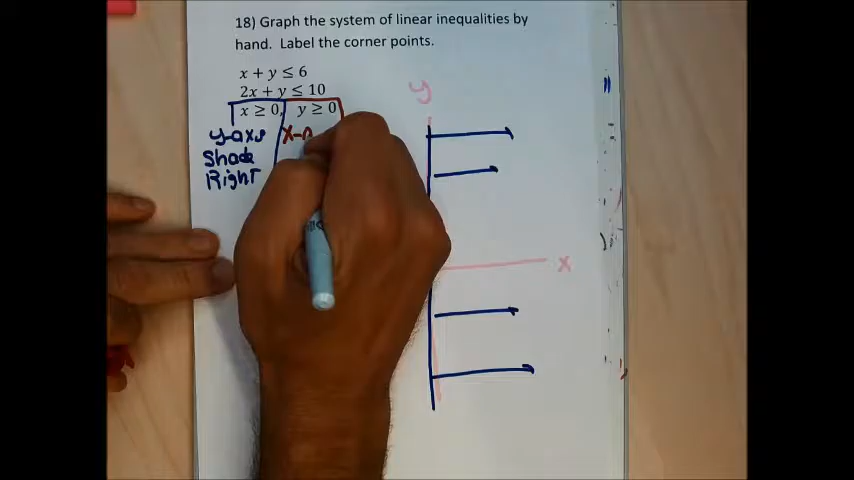 18) Graph the system of linear inequalities by
hand. Label the corner points.
x + y ≤ 6
2x + y ≤ 10
x ≥ 0, y ≥ 0
y-axis
Shade
Right
x-a
y
x